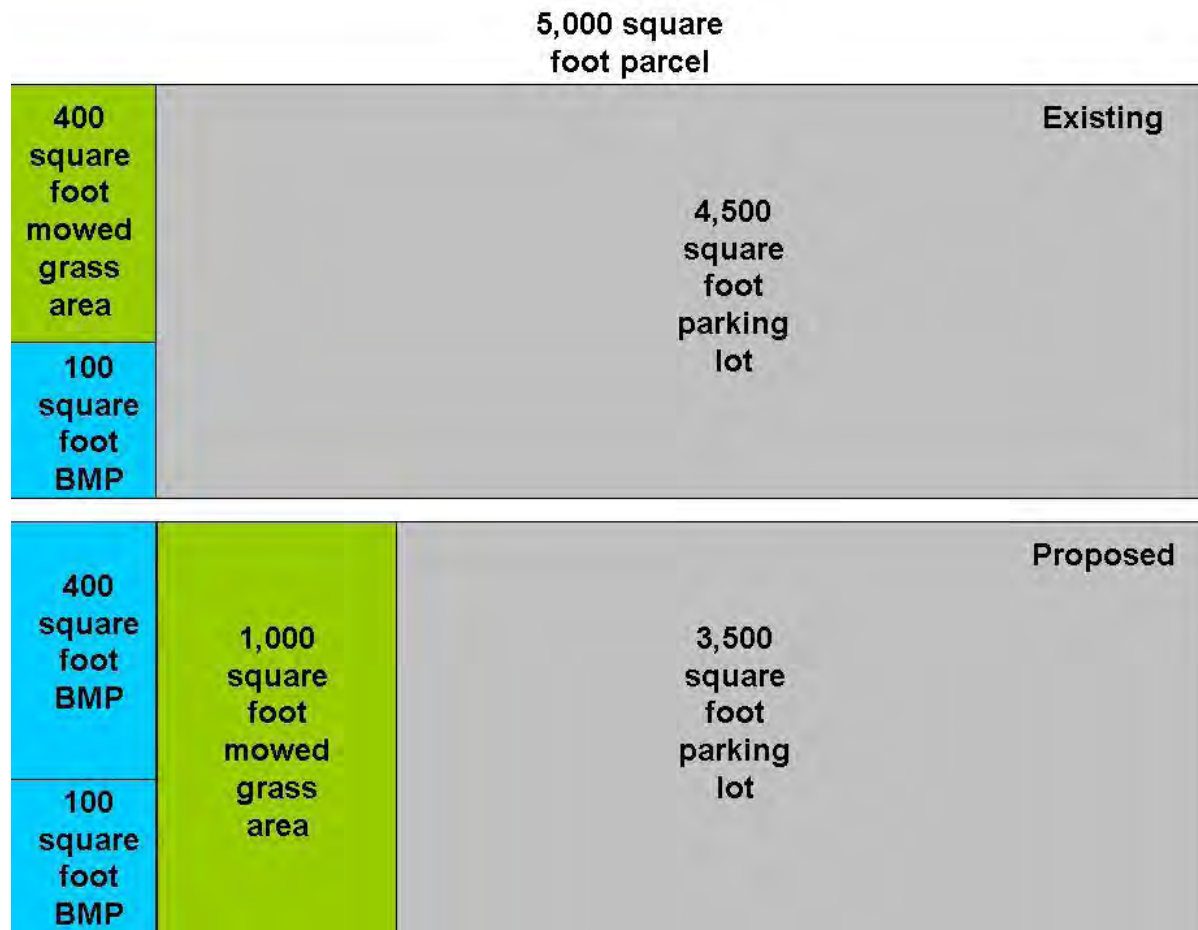 5,000 square
foot parcel
400
square
foot
mowed
grass
area
100
square
foot
BMP
4,500
square
foot
parking
lot
Existing
400
square
foot
BMP
100
square
foot
BMP
1,000
square
foot
mowed
grass
area
3,500
square
foot
parking
lot
Proposed